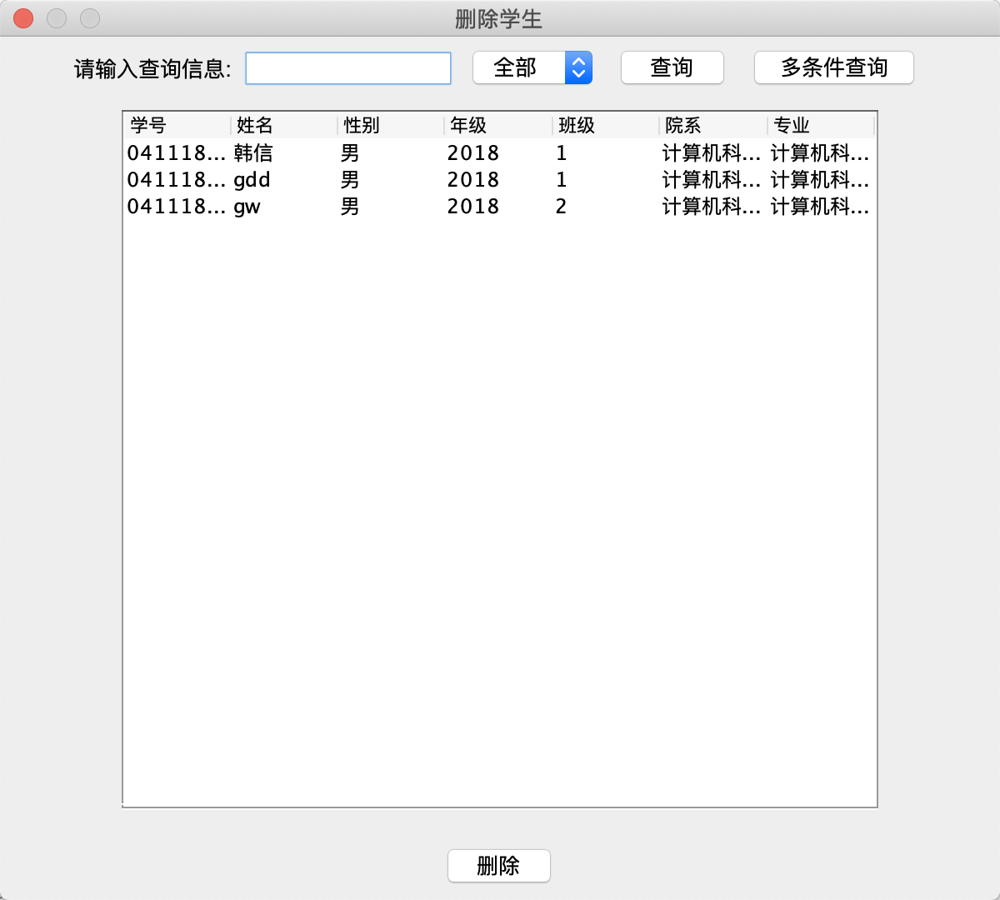 删除学生
请输入查询信息: 全部 查询 多条件查询
学号 姓名 性别 年级 班级 院系 专业
041118... 韩信 男 2018 1 计算机科... 计算机科...
041118... gdd 男 2018 1 计算机科... 计算机科...
041118... gw 男 2018 2 计算机科... 计算机科...
删除